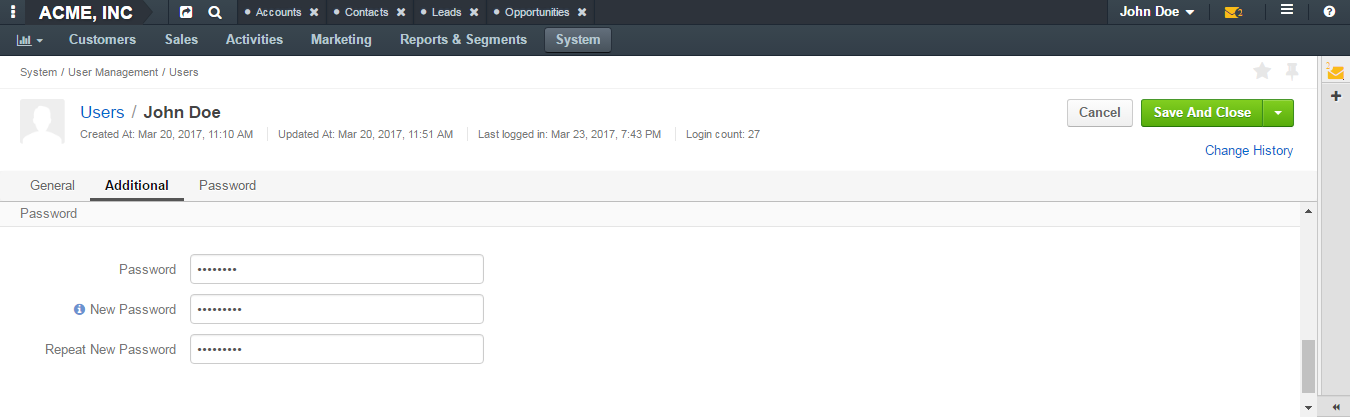 ACME, INC Accounts Contacts Leads Opportunities John Doe 2
Customers Sales Activities Marketing Reports & Segments System
System / User Management / Users
2
Users / John Doe Cancel Save And Close
Created At: Mar 20, 2017, 11:10 AM Updated At: Mar 20, 2017, 11:51 AM Last logged in: Mar 23, 2017, 7:43 PM Login count: 27
Change History
General Additional Password
Password
Password ••••••••
New Password •••••••••
Repeat New Password •••••••••